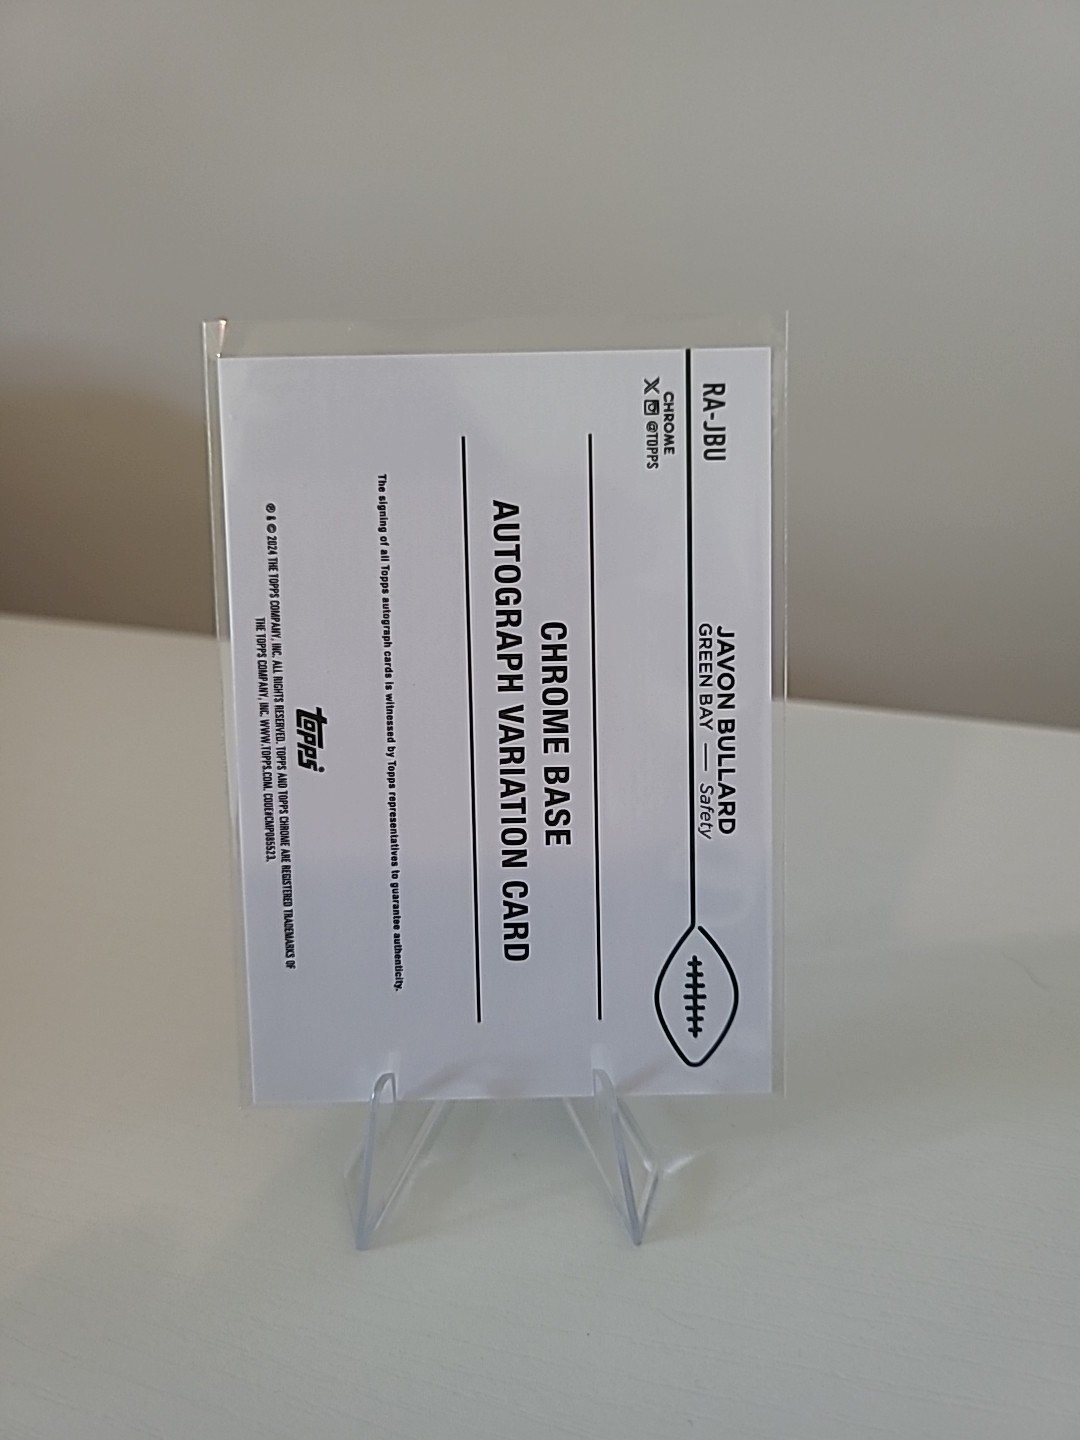 RA-JBU
JAVON BULLARD
GREEN BAY — Safety
CHROME
X @TOPPS
CHROME BASE
AUTOGRAPH VARIATION CARD
The signing of all Topps autograph cards is witnessed by Topps representatives to guarantee authenticity.
topps
® & © 2024 THE TOPPS COMPANY, INC. ALL RIGHTS RESERVED. TOPPS AND TOPPS CHROME ARE REGISTERED TRADEMARKS OF
THE TOPPS COMPANY, INC. WWW.TOPPS.COM. CODE#CMP085523.